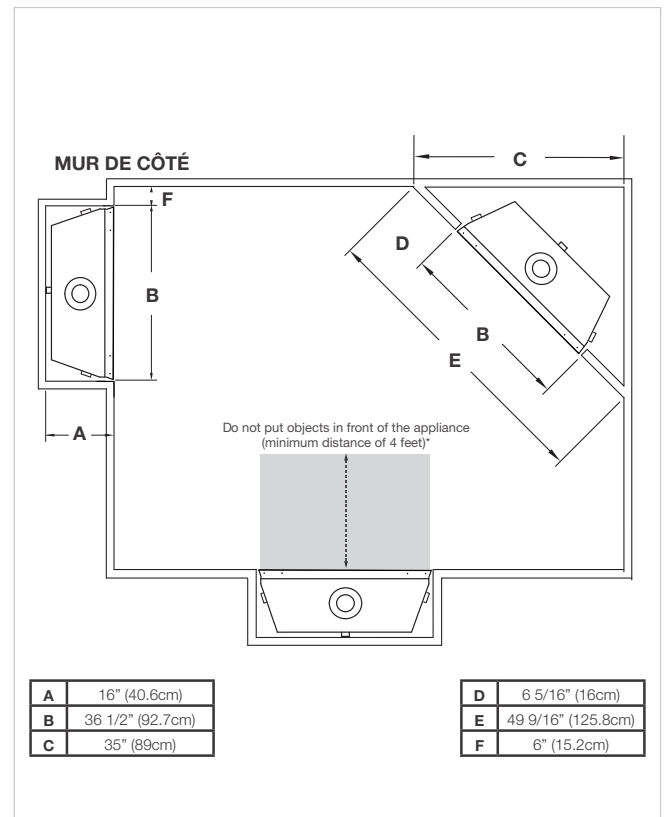 C
MUR DE CÔTÉ
F
D
B
B
E
A
Do not put objects in front of the appliance
(minimum distance of 4 feet)*
A 16” (40.6cm)
B 36 1/2” (92.7cm)
C 35” (89cm)
D 6 5/16” (16cm)
E 49 9/16” (125.8cm)
F 6” (15.2cm)